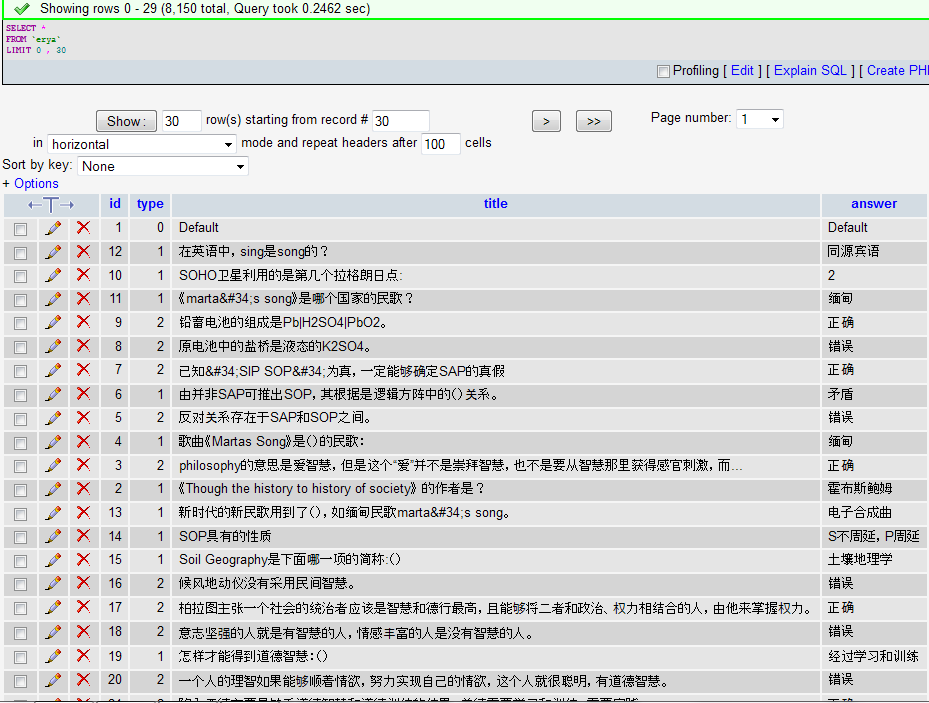 Showing rows 0 - 29 (8,150 total, Query took 0.2462 sec)
SELECT *
FROM `erya`
LIMIT 0 , 30
Profiling [ Edit ] [ Explain SQL ] [ Create PH
Show : 30 row(s) starting from record # 30 > >> Page number: 1
in horizontal mode and repeat headers after 100 cells
Sort by key: None
+ Options
←T→ id type title answer
1 0 Default Default
12 1 在英语中，sing是song的？ 同源宾语
10 1 SOHO卫星利用的是第几个拉格朗日点: 2
11 1 《marta&#34;s song》是哪个国家的民歌？ 缅甸
9 2 铅蓄电池的组成是Pb|H2SO4|PbO2。 正确
8 2 原电池中的盐桥是液态的K2SO4。 错误
7 2 已知&#34;SIP SOP&#34;为真，一定能够确定SAP的真假 正确
6 1 由并非SAP可推出SOP，其根据是逻辑方阵中的()关系。 矛盾
5 2 反对关系存在于SAP和SOP之间。 错误
4 1 歌曲《Martas Song》是()的民歌： 缅甸
3 2 philosophy的意思是爱智慧，但是这个“爱”并不是崇拜智慧，也不是要从智慧那里获得感官刺激，而... 正确
2 1 《Though the history to history of society》 的作者是？ 霍布斯鲍姆
13 1 新时代的新民歌用到了()，如缅甸民歌marta&#34;s song。 电子合成曲
14 1 SOP具有的性质 S不周延，P周延
15 1 Soil Geography是下面哪一项的简称:() 土壤地理学
16 2 候风地动仪没有采用民间智慧。 错误
17 2 柏拉图主张一个社会的统治者应该是智慧和德行最高，且能够将二者和政治、权力相结合的人，由他来掌握权力。 正确
18 2 意志坚强的人就是有智慧的人，情感丰富的人是没有智慧的人。 错误
19 1 怎样才能得到道德智慧:() 经过学习和训练
20 2 一个人的理智如果能够顺着情欲，努力实现自己的情欲，这个人就很聪明，有道德智慧。 错误